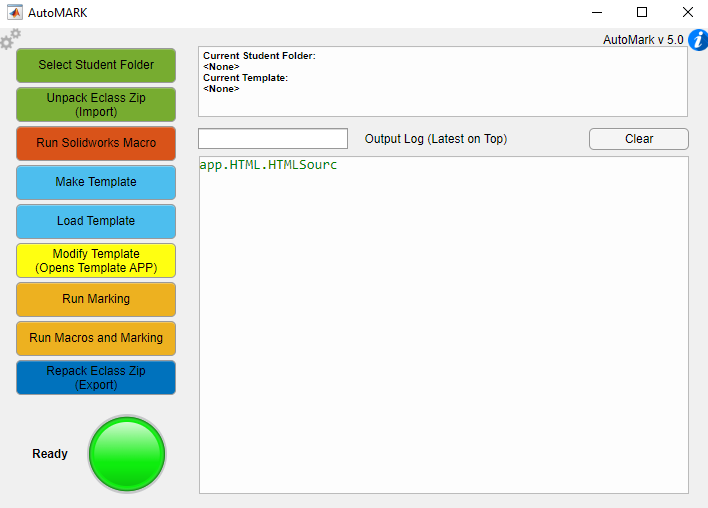 AutoMARK
AutoMark v 5.0
Select Student Folder
Unpack Eclass Zip
(Import)
Run Solidworks Macro
Make Template
Load Template
Modify Template
(Opens Template APP)
Run Marking
Run Macros and Marking
Repack Eclass Zip
(Export)
Ready
Current Student Folder:
<None>
Current Template:
<None>
Output Log (Latest on Top)
Clear
app.HTML.HTMLSourc